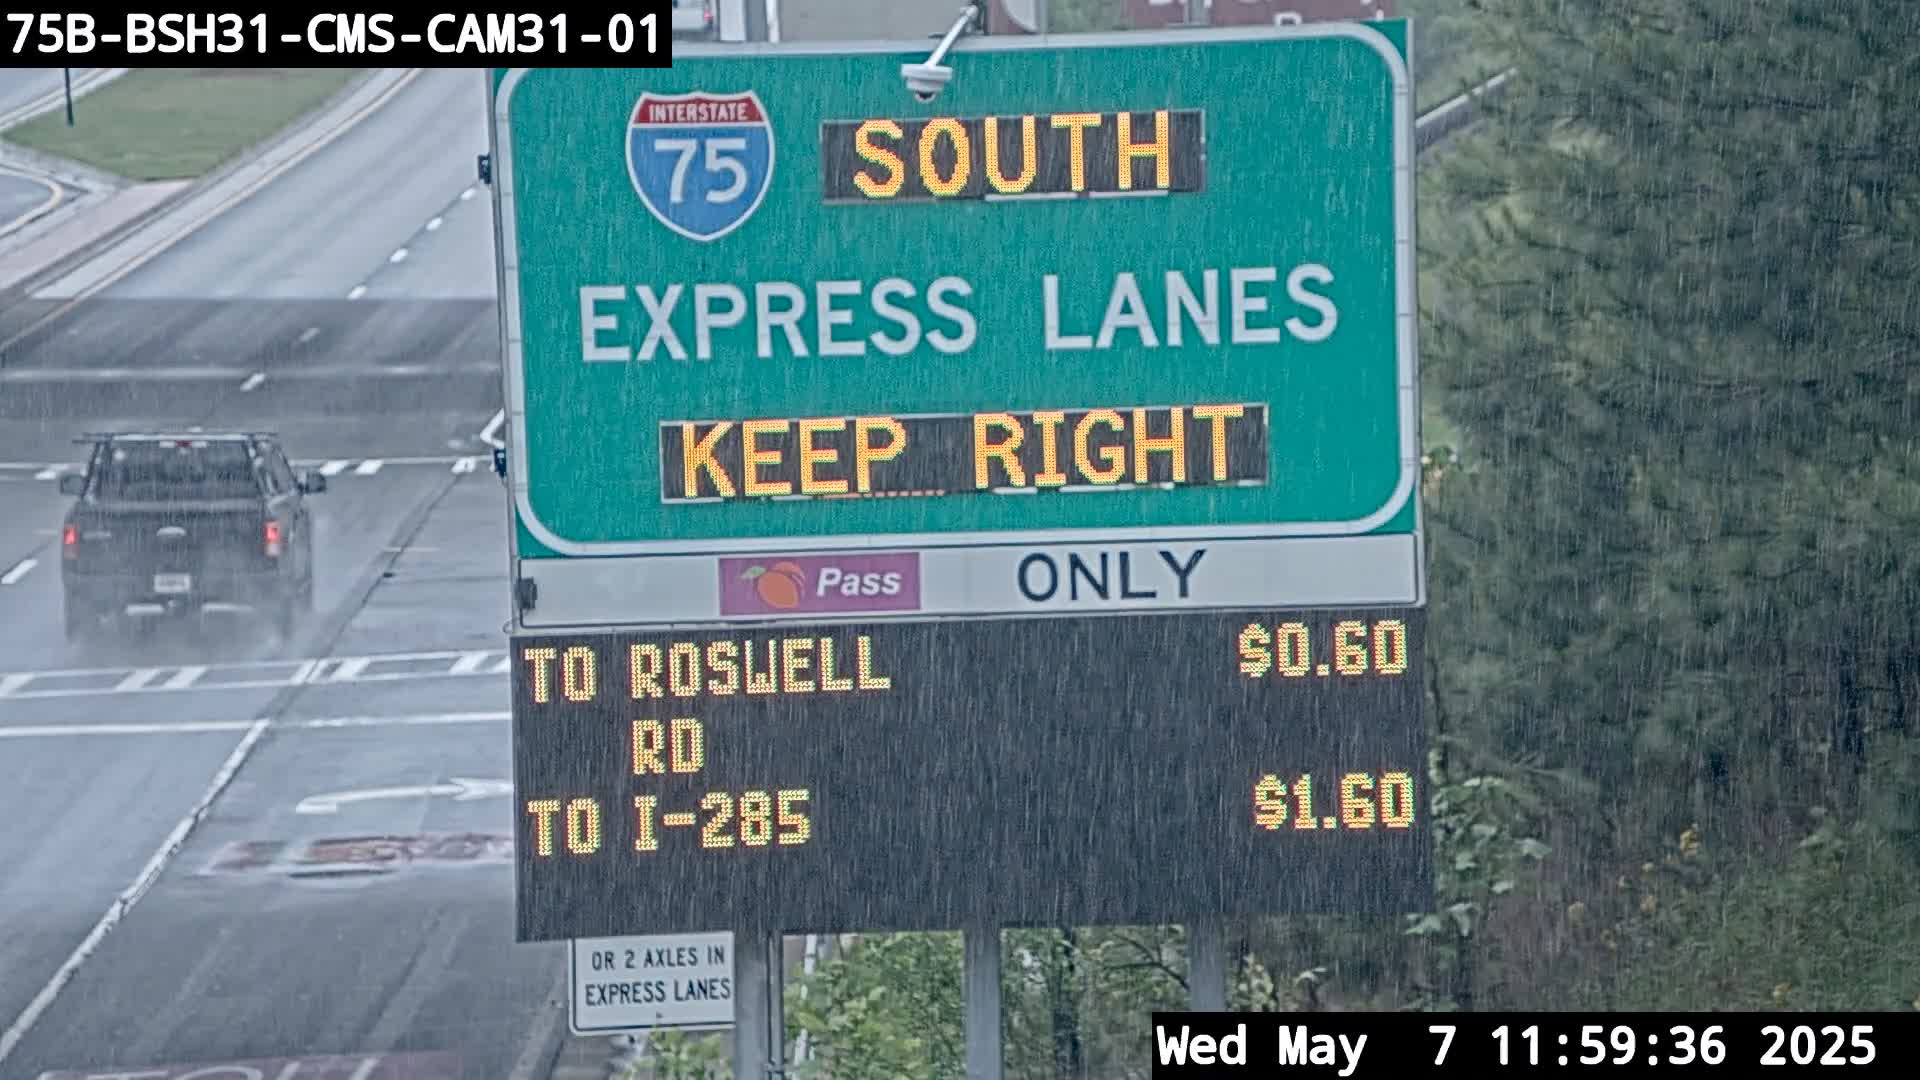 75B-BSH31-CMS-CAM31-01
INTERSTATE
75
SOUTH
EXPRESS LANES
KEEP RIGHT
Pass
ONLY
TO ROSWELL $0.60
RD
TO I-285 $1.60
OR 2 AXLES IN
EXPRESS LANES
Wed May 7 11:59:36 2025